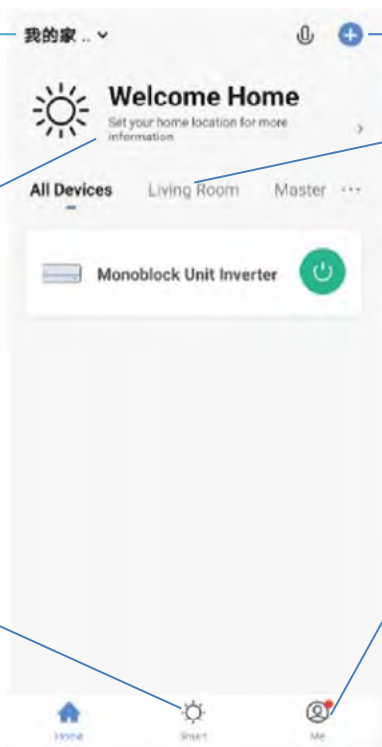 我的家 ..
Welcome Home
Set your home location for more
information
All Devices Living Room Master ...
Monoblock Unit Inverter
Home Smart Me